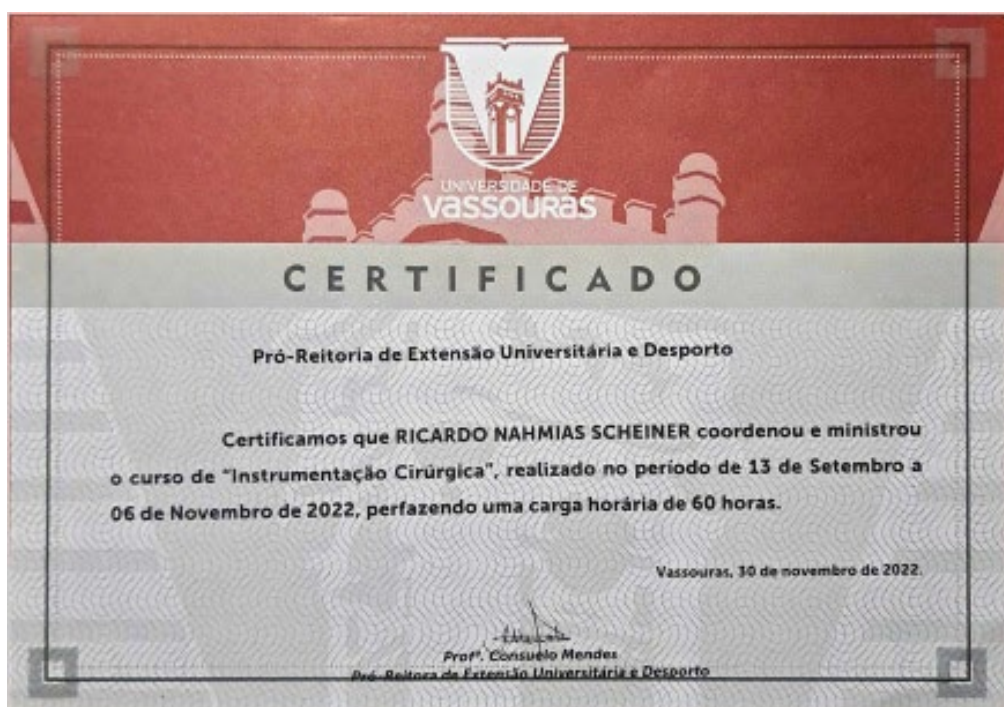 UNIVERSIDADE DE
Vassouras
CERTIFICADO
Pró-Reitoria de Extensão Universitária e Desporto
Certificamos que RICARDO NAHMIAS SCHEINER coordenou e ministrou
o curso de "Instrumentação Cirúrgica", realizado no período de 13 de Setembro a
06 de Novembro de 2022, perfazendo uma carga horária de 60 horas.
Vassouras, 30 de novembro de 2022.
Profª. Consuelo Mendes
Pró-Reitora de Extensão Universitária e Desporto